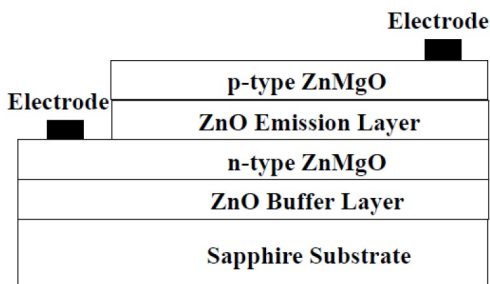 Electrode
p-type ZnMgO
Electrode
ZnO Emission Layer
n-type ZnMgO
ZnO Buffer Layer
Sapphire Substrate